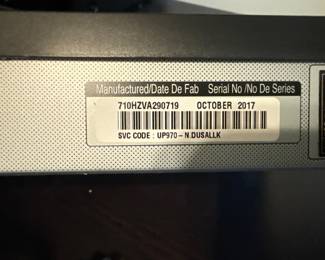 Manufactured/Date De Fab Serial No /No De Series
710HZVA290719 OCTOBER 2017
SVC CODE : UP970-N.DUSALLK